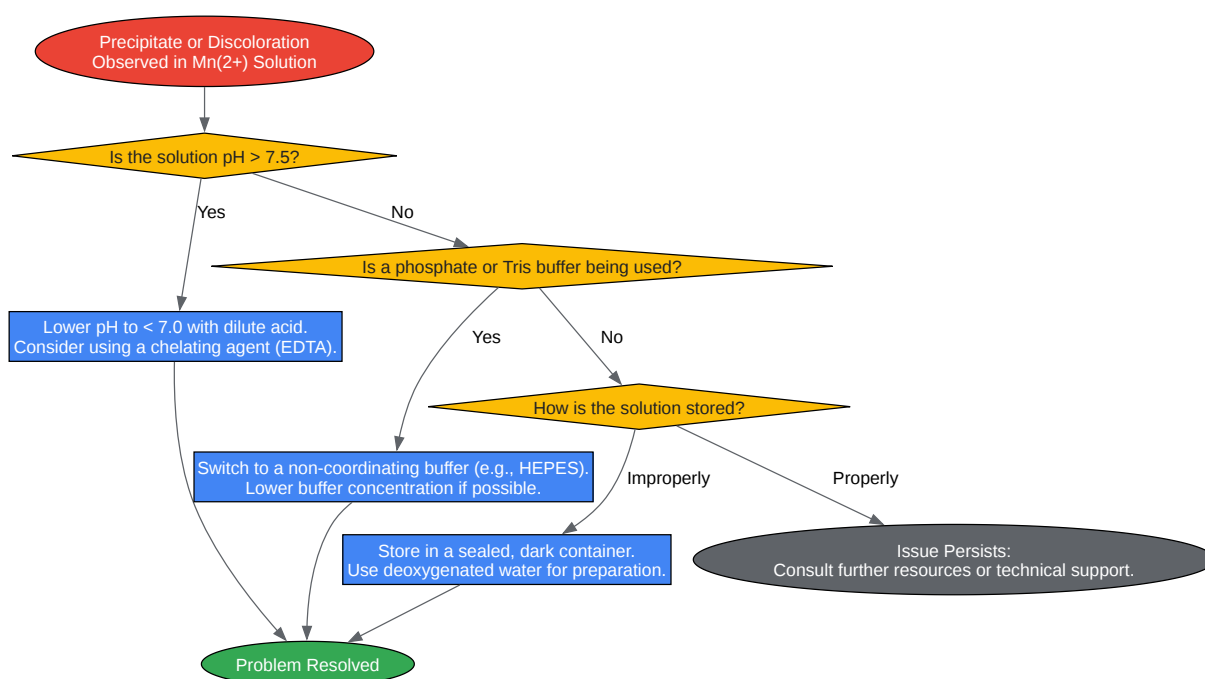 Precipitate or Discoloration
Observed in Mn(2+) Solution
Is the solution pH > 7.5?
Yes
No
Is a phosphate or Tris buffer being used?
Lower pH to < 7.0 with dilute acid.
Consider using a chelating agent (EDTA).
Yes
No
How is the solution stored?
Switch to a non-coordinating buffer (e.g., HEPES).
Lower buffer concentration if possible.
Improperly
Properly
Store in a sealed, dark container.
Use deoxygenated water for preparation.
Issue Persists:
Consult further resources or technical support.
Problem Resolved